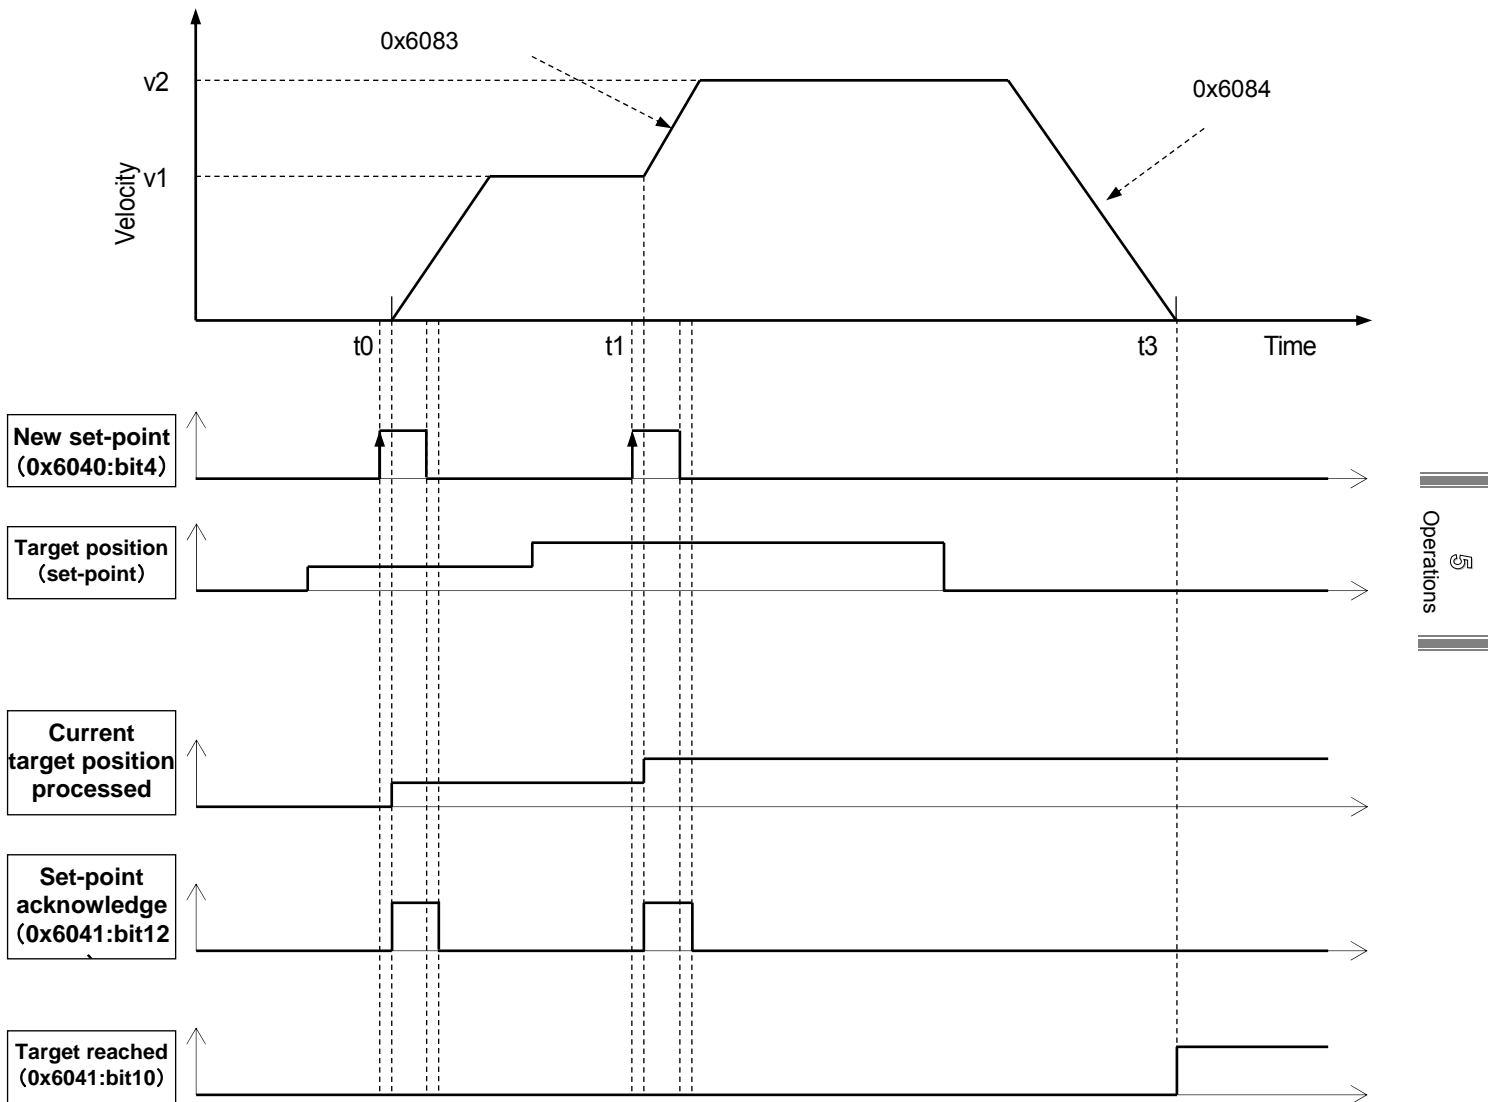 0x6083
v2
0x6084
Velocity
v1
t0
t1
t3
Time
New set-point
（0x6040:bit4）
Target position
（set-point）
5
Operations
Current
target position
processed
Set-point
acknowledge
（0x6041:bit12
Target reached
（0x6041:bit10）